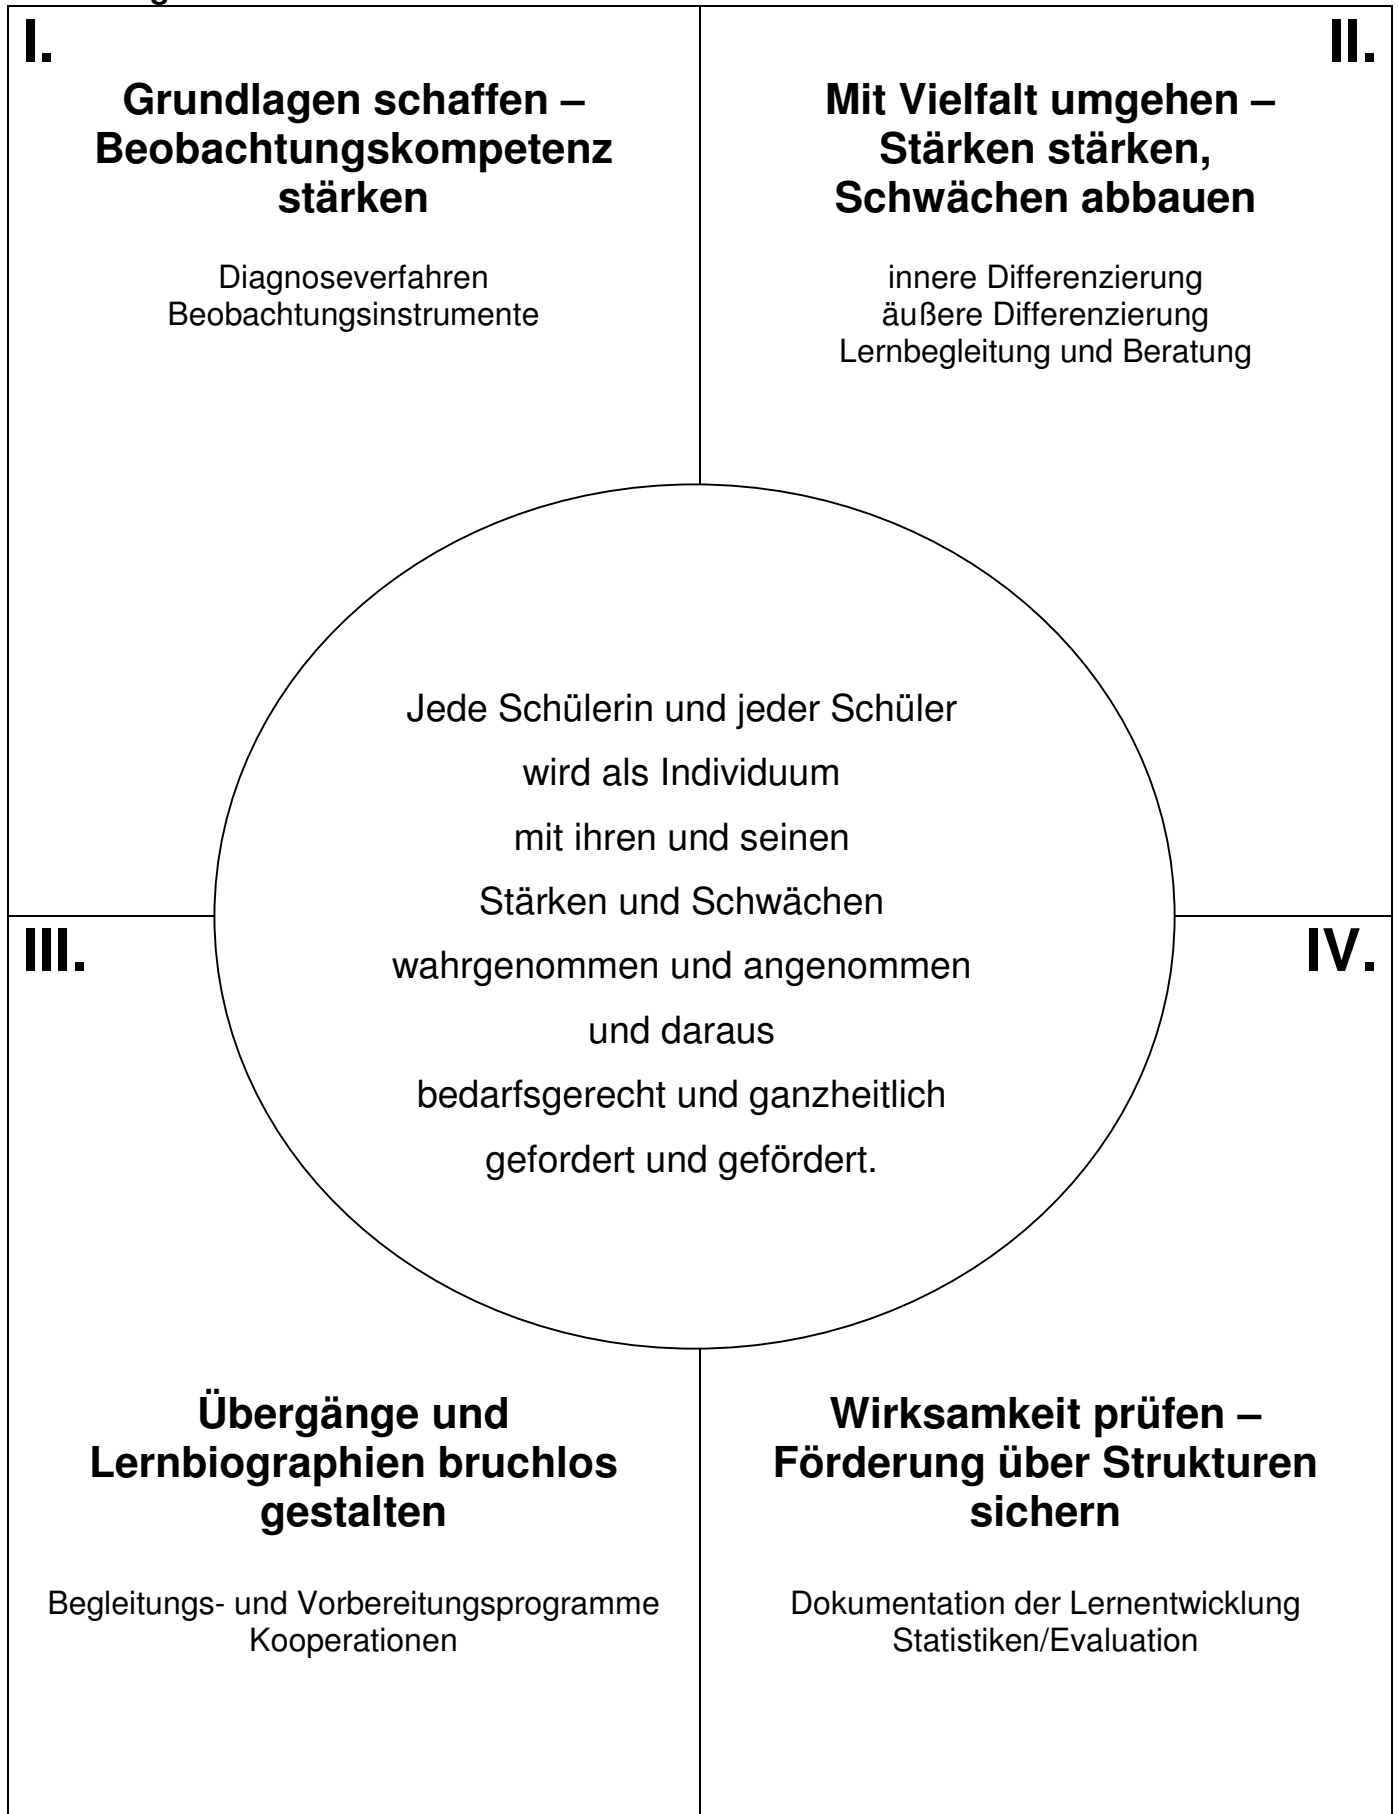 I.
Grundlagen schaffen –
Beobachtungskompetenz
stärken
Diagnoseverfahren
Beobachtungsinstrumente
II.
Mit Vielfalt umgehen –
Stärken stärken,
Schwächen abbauen
innere Differenzierung
äußere Differenzierung
Lernbegleitung und Beratung
Jede Schülerin und jeder Schüler
wird als Individuum
mit ihren und seinen
Stärken und Schwächen
wahrgenommen und angenommen
und daraus
bedarfsgerecht und ganzheitlich
gefordert und gefördert.
III.
Übergänge und
Lernbiographien bruchlos
gestalten
Begleitungs- und Vorbereitungsprogramme
Kooperationen
IV.
Wirksamkeit prüfen –
Förderung über Strukturen
sichern
Dokumentation der Lernentwicklung
Statistiken/Evaluation